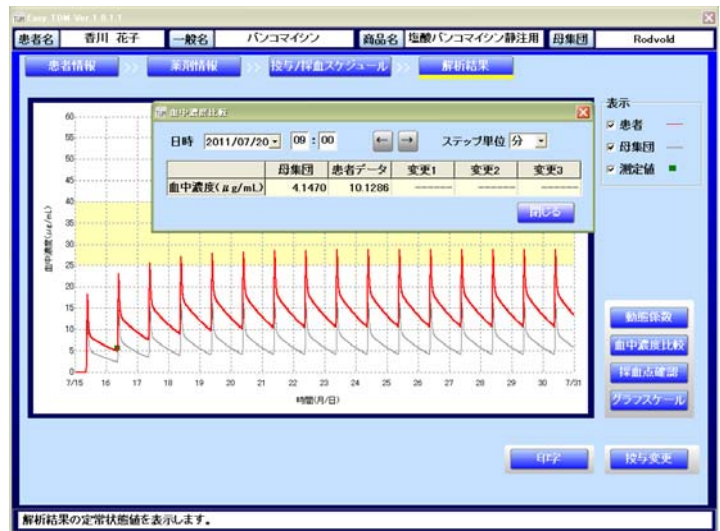 Easy TDM Ver.1.0.1.1
患者名 香川 花子 一般名 バンコマイシン 商品名 塩酸バンコマイシン静注用 母集団 Rodvold
患者情報 >> 薬剤情報 >> 投与/採血スケジュール >> 解析結果
血中濃度比較
日時 2011/07/20 09 : 00 ← → ステップ単位 分
母集団 患者データ 変更1 変更2 変更3
血中濃度(μg/mL) 4.1470 10.1286 ------ ------ ------
閉じる
表示
患者
母集団
測定値
血中濃度(μg/mL)
60
55
50
45
40
35
30
25
20
15
10
5
0
7/15 16 17 18 19 20 21 22 23 24 25 26 27 28 29 30 7/31
時間(月/日)
動態係数
血中濃度比較
採血点確認
グラフスケール
印字 投与変更
解析結果の定常状態値を表示します。